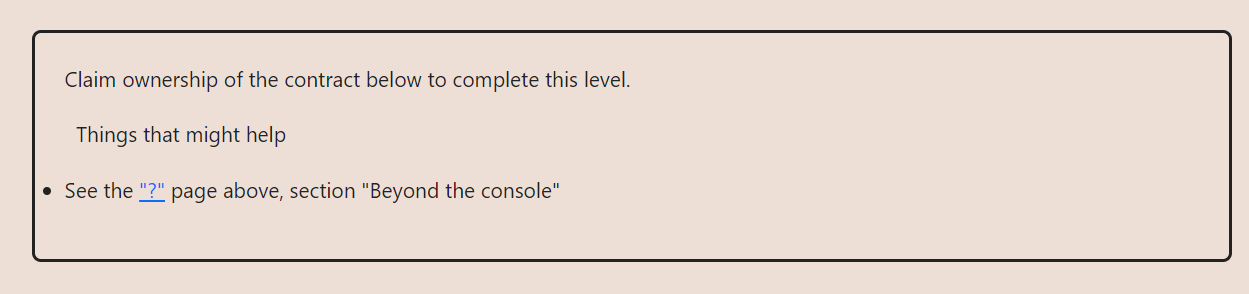 Claim ownership of the contract below to complete this level.
Things that might help
See the "?" page above, section "Beyond the console"